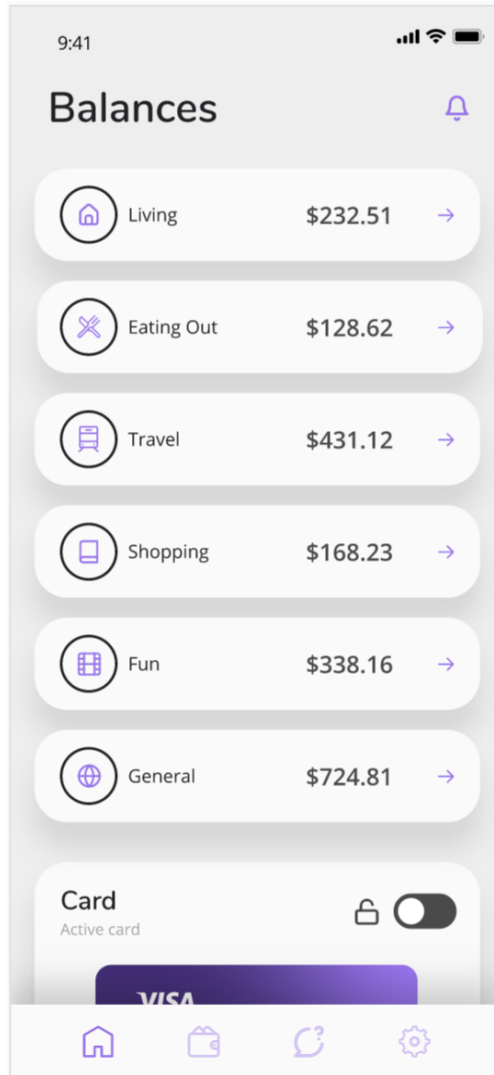 9:41
Balances
Living $232.51
Eating Out $128.62
Travel $431.12
Shopping $168.23
Fun $338.16
General $724.81
Card
Active card
VISA
?